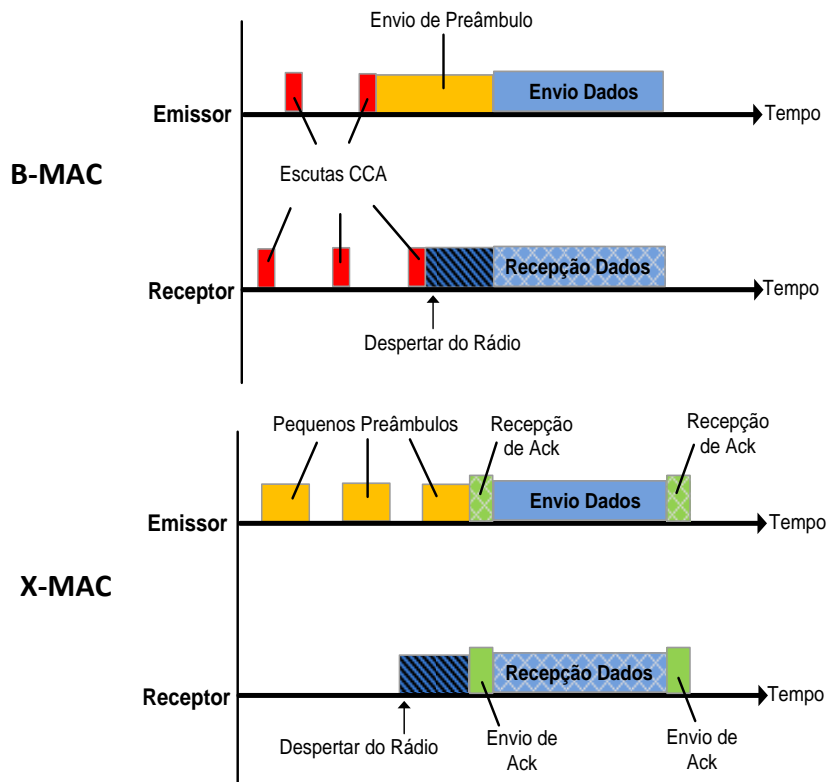 Envio de Preâmbulo
Envio Dados
Emissor
Tempo
B-MAC
Escutas CCA
Recepção Dados
Receptor
Tempo
Despertar do Rádio
Pequenos Preâmbulos
Recepção
de Ack
Recepção
de Ack
Envio Dados
Emissor
Tempo
X-MAC
Recepção Dados
Receptor
Tempo
Despertar do Rádio
Envio de
Ack
Envio de
Ack